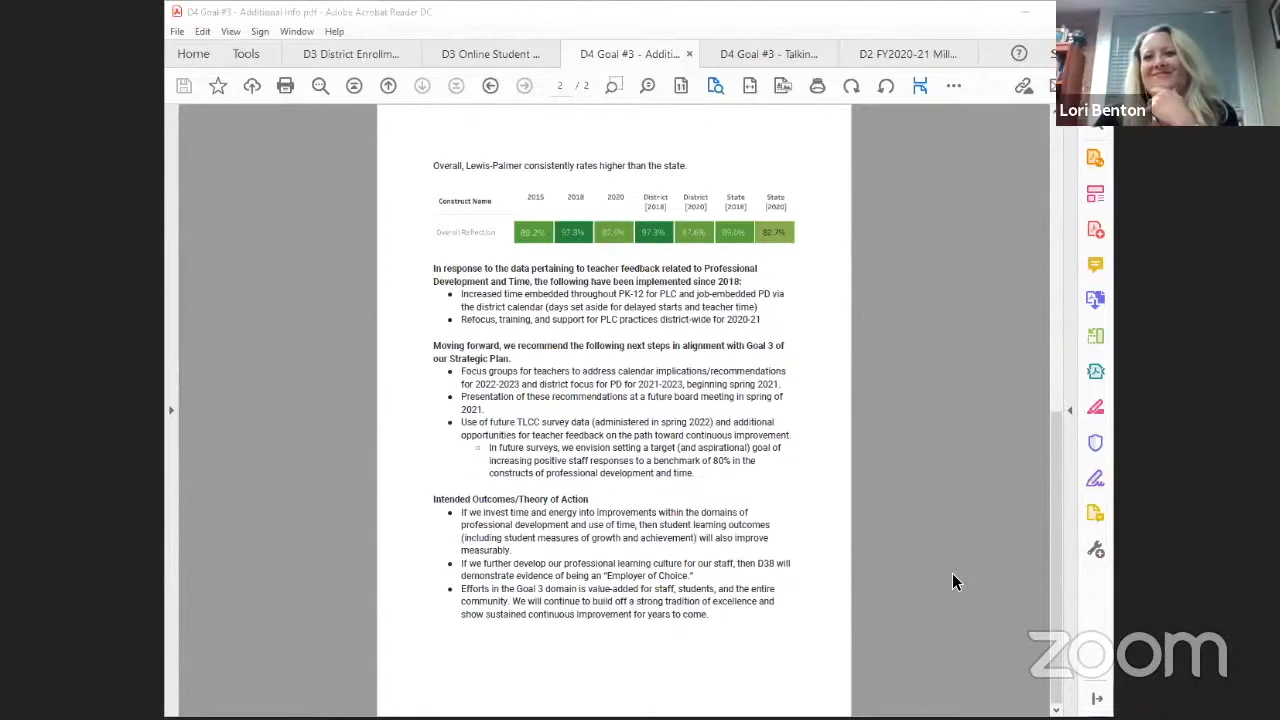 D4 Goal #3 - Additional Info.pdf - Adobe Acrobat Reader DC
File Edit View Sign Window Help
Home Tools D3 District Enrollm... D3 Online Student ... D4 Goal #3 - Additi... × D4 Goal #3 - Talkin... D2 FY2020-21 Mill...
2 / 2
Lori Benton
Overall, Lewis-Palmer consistently rates higher than the state.
Construct Name 2015 2018 2020 District [2018] District [2020] State [2018] State [2020]
Overall Reflection 89.2% 97.3% 87.6% 97.3% 87.6% 89.0% 82.7%
In response to the data pertaining to teacher feedback related to Professional
Development and Time, the following have been implemented since 2018:
● Increased time embedded throughout PK-12 for PLC and job-embedded PD via
the district calendar (days set aside for delayed starts and teacher time)
● Refocus, training, and support for PLC practices district-wide for 2020-21
Moving forward, we recommend the following next steps in alignment with Goal 3 of
our Strategic Plan.
● Focus groups for teachers to address calendar implications/recommendations
for 2022-2023 and district focus for PD for 2021-2023, beginning spring 2021.
● Presentation of these recommendations at a future board meeting in spring of
2021.
● Use of future TLCC survey data (administered in spring 2022) and additional
opportunities for teacher feedback on the path toward continuous improvement.
○ In future surveys, we envision setting a target (and aspirational) goal of
increasing positive staff responses to a benchmark of 80% in the
constructs of professional development and time.
Intended Outcomes/Theory of Action
● If we invest time and energy into improvements within the domains of
professional development and use of time, then student learning outcomes
(including student measures of growth and achievement) will also improve
measurably.
● If we further develop our professional learning culture for our staff, then D38 will
demonstrate evidence of being an “Employer of Choice.”
● Efforts in the Goal 3 domain is value-added for staff, students, and the entire
community. We will continue to build off a strong tradition of excellence and
show sustained continuous improvement for years to come.
zoom